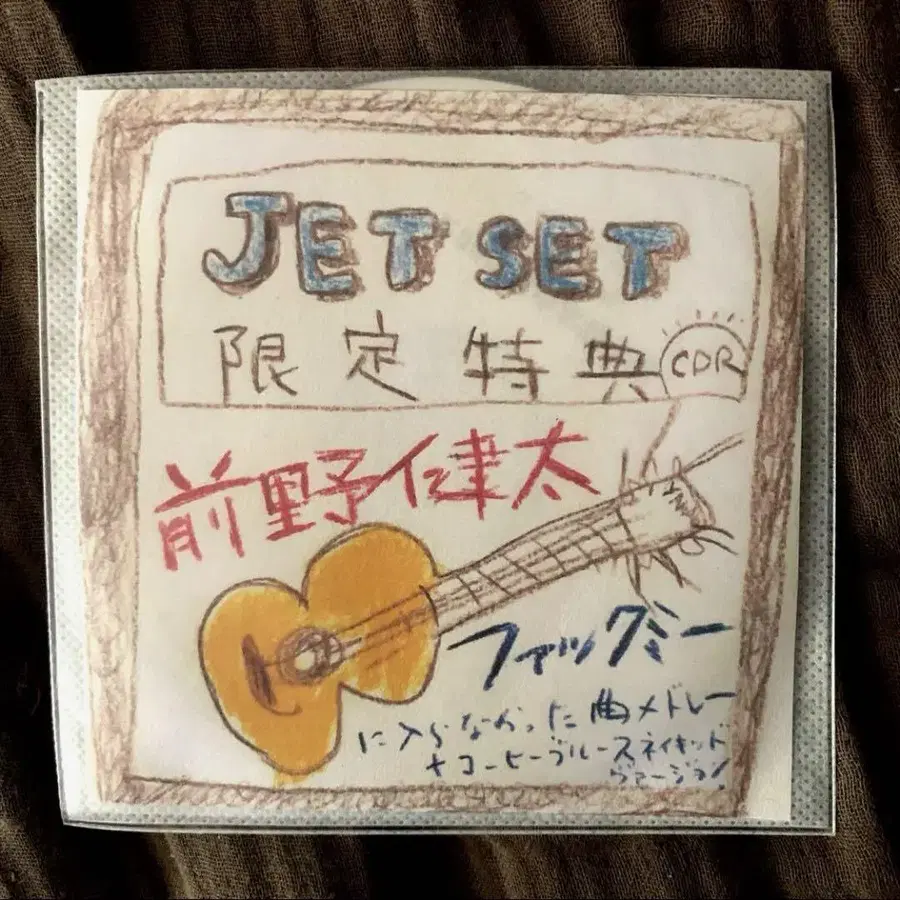 JET SET
限定特典 CDR
前野健太
ファックミー
に入らなかった曲メドレー
+コーヒーブルースネイキッド
ヴァージョン